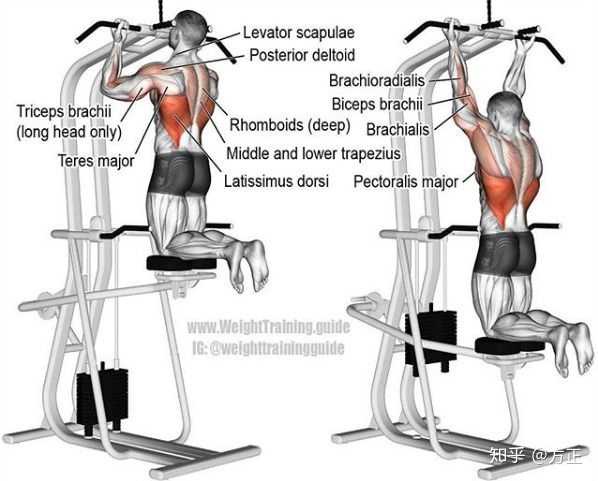 Levator scapulae
Posterior deltoid
Triceps brachii
(long head only)
Teres major
Rhomboids (deep)
Middle and lower trapezius
Latissimus dorsi
Brachioradialis
Biceps brachii
Brachialis
Pectoralis major
www.WeightTraining.guide
IG: @weighttrainingguide
知乎 @方正